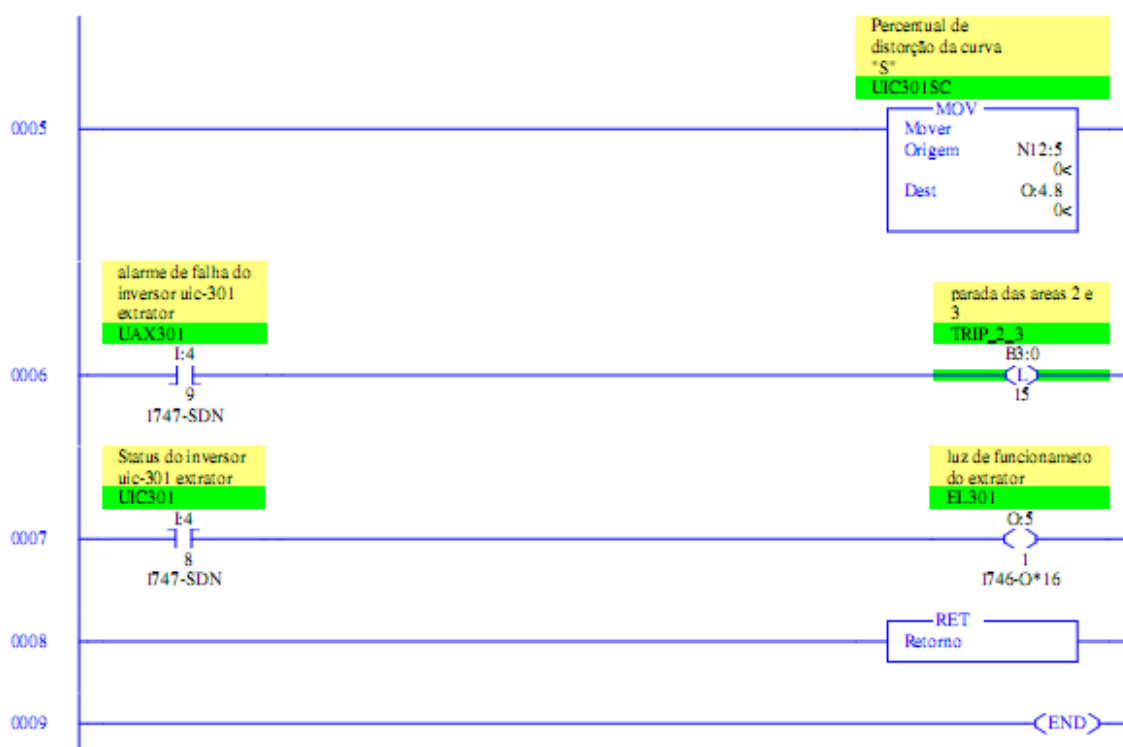 Percentual de
distorção da curva
"S"
UIC301SC
MOV
0005
Mover
Origem N12:5
0<
Dest O:4.8
0<
alarme de falha do
inversor uic-301
extrator
UAX301
I:4
parada das areas 2 e
3
TRIP_2_3
B3:0
0006
L
9
15
1747-SDN
Status do inversor
uic-301 extrator
UIC301
I:4
luz de funcionameto
do extrator
EL301
O:5
0007
8
1
1747-SDN
1746-O*16
RET
0008
Retorno
0009
END